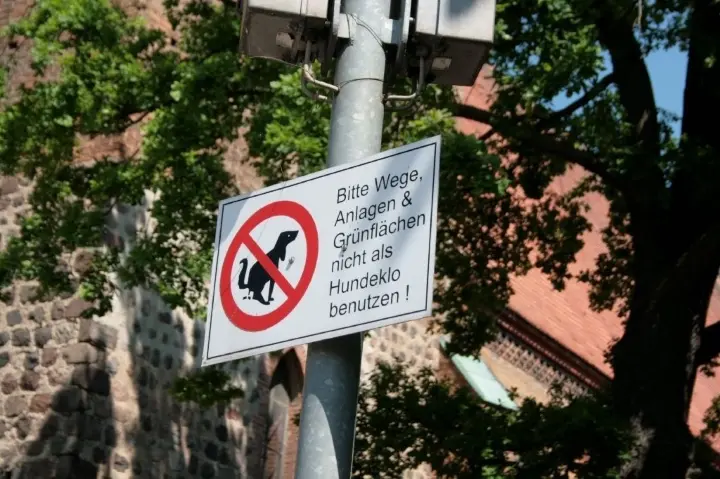 Bitte Wege,
Anlagen &
Grünflächen
nicht als
Hundeklo
benutzen !